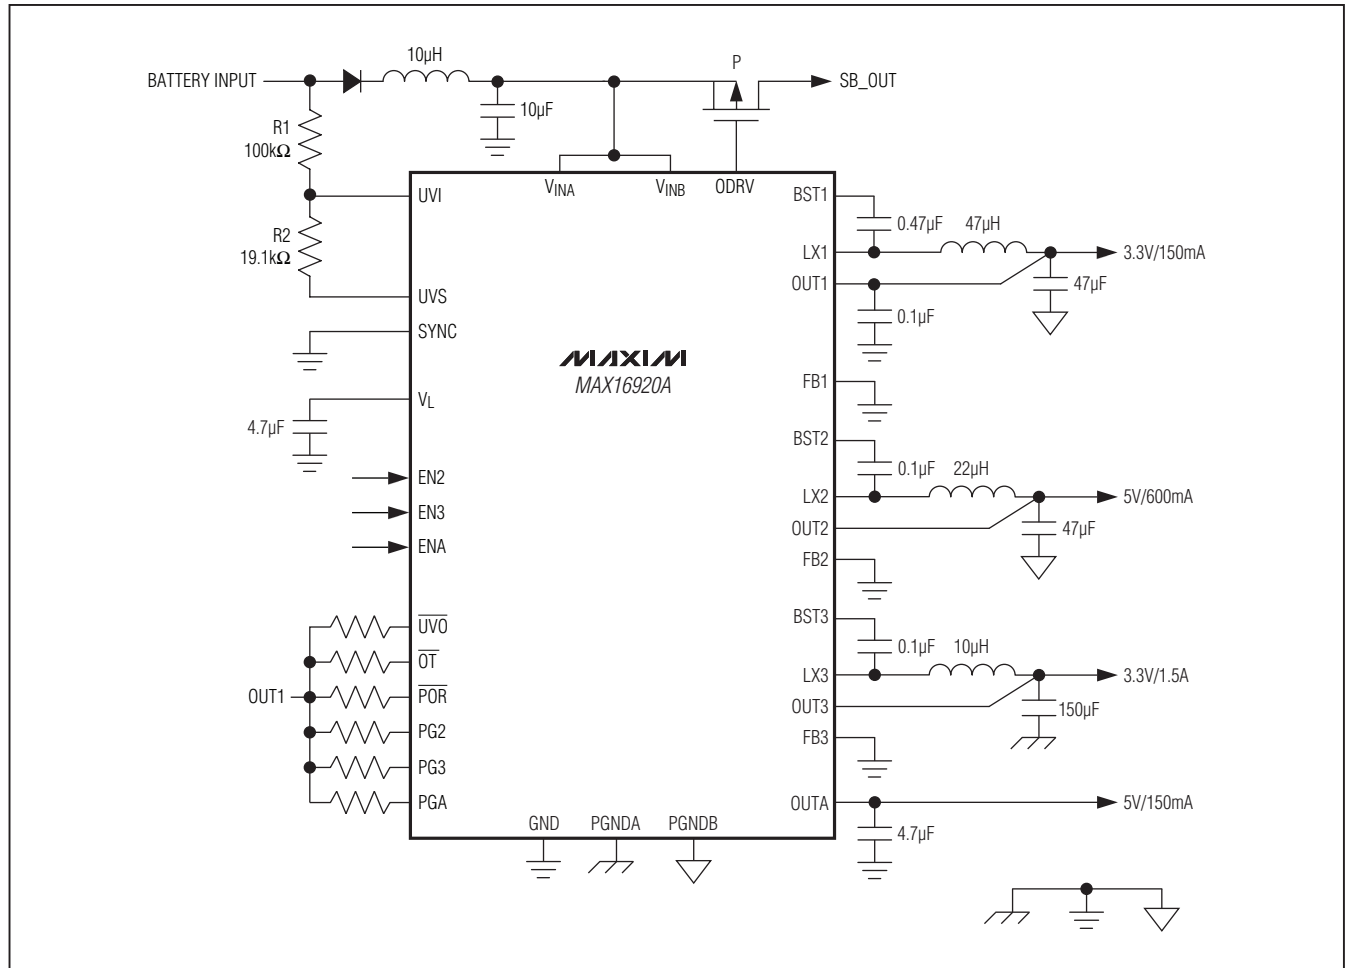 10µH
P
BATTERY INPUT
SB_OUT
10µF
R1
100kΩ
VINA
VINB
ODRV
UVI
BST1
0.47µF
47µH
R2
19.1kΩ
LX1
3.3V/150mA
OUT1
47µF
UVS
0.1µF
SYNC
MAXIM
MAX16920A
FB1
VL
4.7µF
BST2
0.1µF
22µH
EN2
LX2
5V/600mA
EN3
OUT2
47µF
ENA
FB2
BST3
UVO
0.1µF
10µH
OT
LX3
3.3V/1.5A
OUT1
POR
OUT3
150µF
PG2
FB3
PG3
PGA
OUTA
5V/150mA
GND
PGNDA
PGNDB
4.7µF